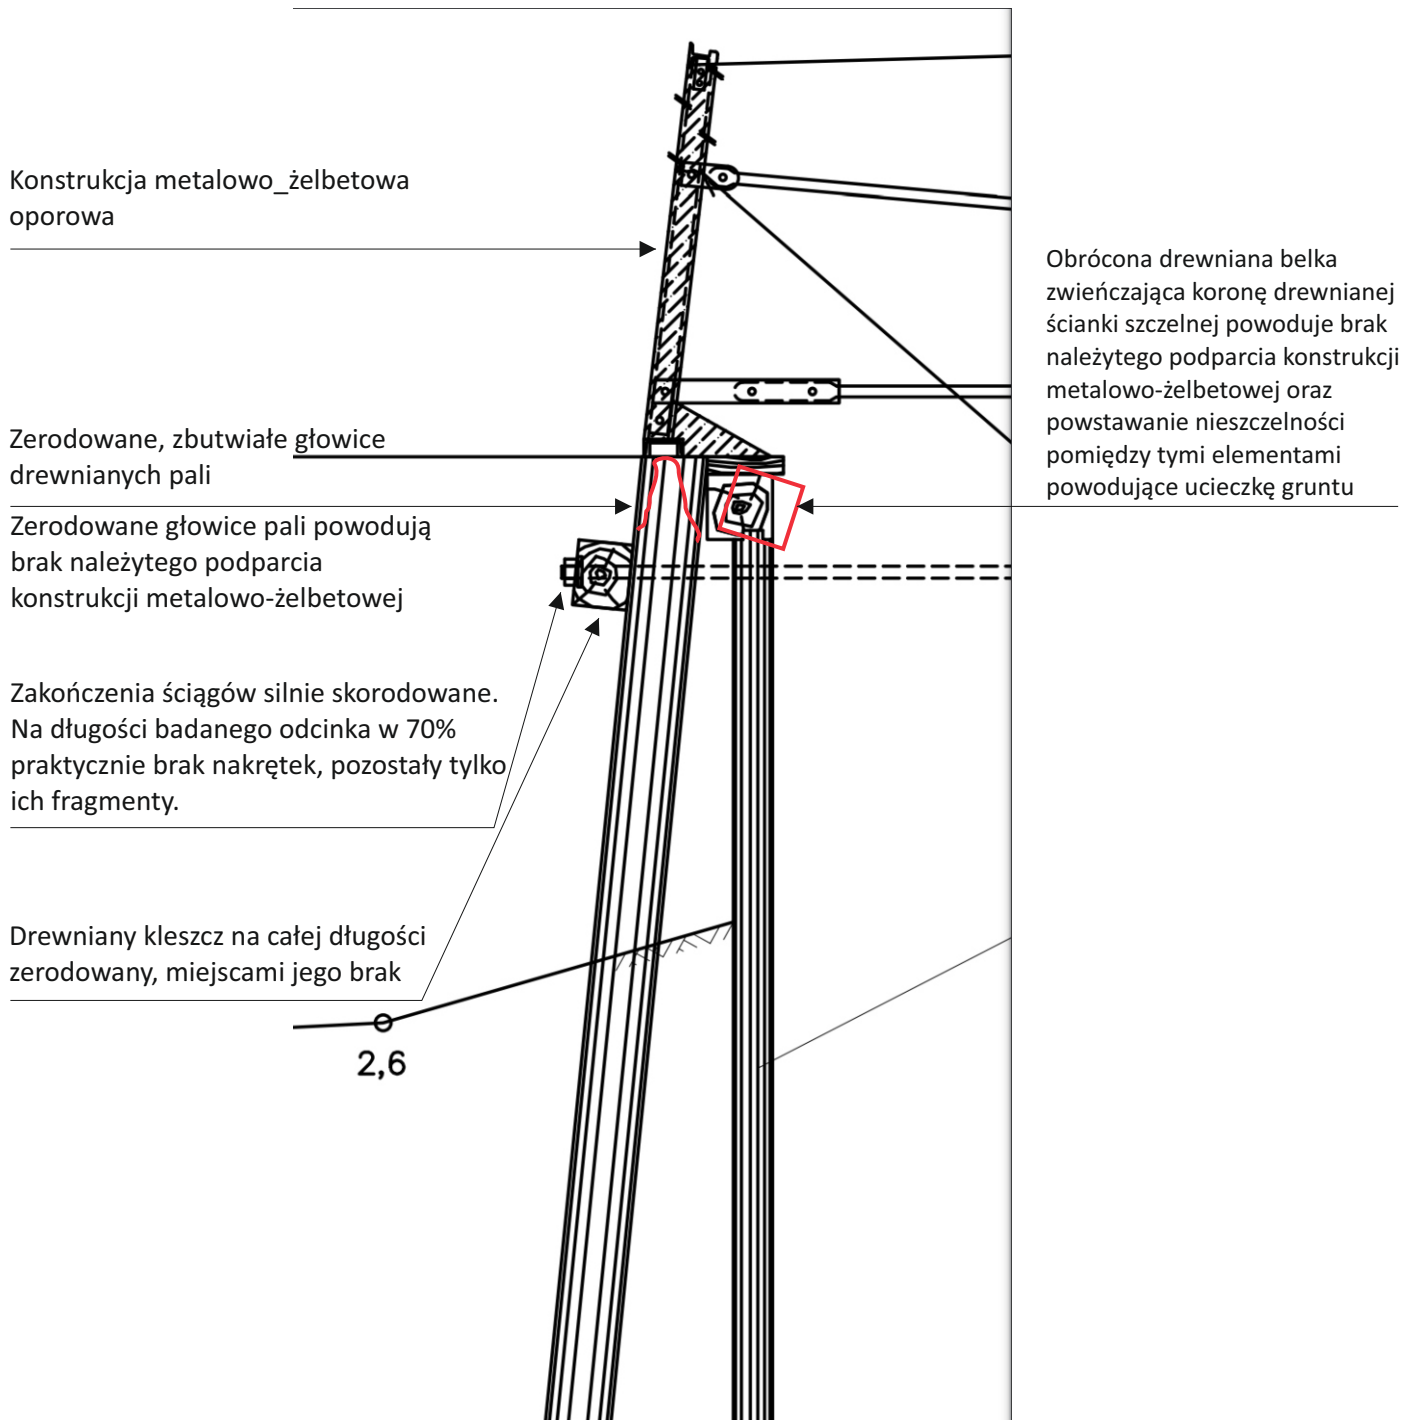 Konstrukcja metalowo_żelbetowa
oporowa
Obrócona drewniana belka
zwieńczająca koronę drewnianej
ścianki szczelnej powoduje brak
należytego podparcia konstrukcji
metalowo-żelbetowej oraz
powstawanie nieszczelności
pomiędzy tymi elementami
powodujące ucieczkę gruntu
Zerodowane, zbutwiałe głowice
drewnianych pali
Zerodowane głowice pali powodują
brak należytego podparcia
konstrukcji metalowo-żelbetowej
Zakończenia ściągów silnie skorodowane.
Na długości badanego odcinka w 70%
praktycznie brak nakrętek, pozostały tylko
ich fragmenty.
Drewniany kleszcz na całej długości
zerodowany, miejscami jego brak
2,6